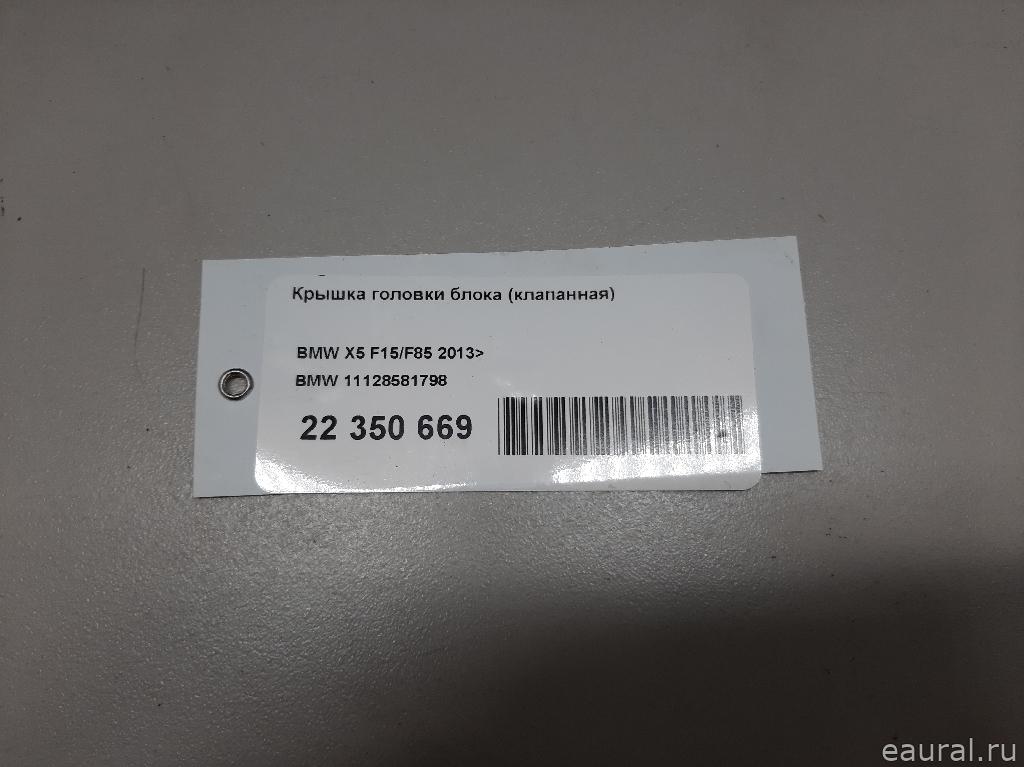 Крышка головки блока (клапанная)
BMW X5 F15/F85 2013>
BMW 11128581798
22 350 669
eaural.ru